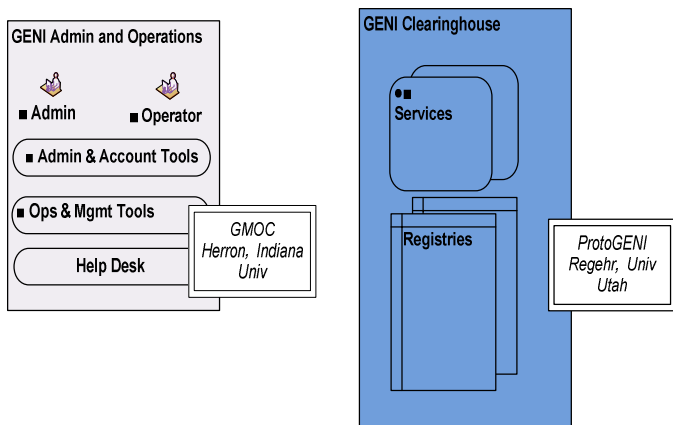 GENI Admin and Operations
Admin
Operator
Admin & Account Tools
Ops & Mgmt Tools
Help Desk
GMOC
Herron, Indiana
Univ
GENI Clearinghouse
Services
Registries
ProtoGENI
Regehr, Univ
Utah